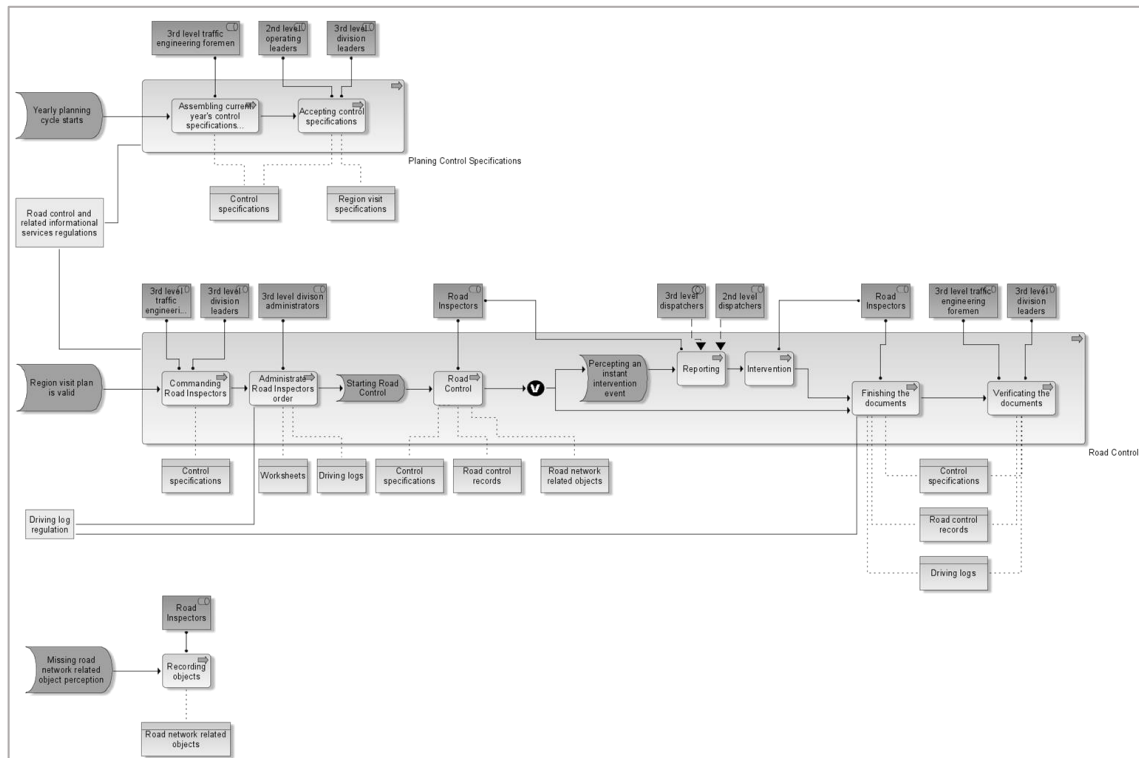 3rd level traffic
engineering foremen
2nd level
operating
leaders
3rd level
division
leaders
Yearly planning
cycle starts
Assembling current
year's control
specifications...
Accepting control
specifications
Planing Control Specifications
Control
specifications
Region visit
specifications
Road control and
related informational
services regulations
3rd level
traffic
engineeri...
3rd level
division
leaders
3rd level divison
administrators
Road
Inspectors
3rd level
dispatchers
2nd level
dispatchers
Road
Inspectors
3rd level traffic
engineering
foremen
3rd level
division
leaders
Region visit plan
is valid
Commanding
Road Inspectors
Administrate
Road Inspectors
order
Starting Road
Control
Road
Control
V
Percepting an
instant
intervention
event
Reporting
Intervention
Finishing the
documents
Verificating the
documents
Road Control
Control
specifications
Worksheets
Driving logs
Control
specifications
Road control
records
Road network
related objects
Control
specifications
Driving log
regulation
Road control
records
Driving logs
Road
Inspectors
Missing road
network related
object perception
Recording
objects
Road network related
objects